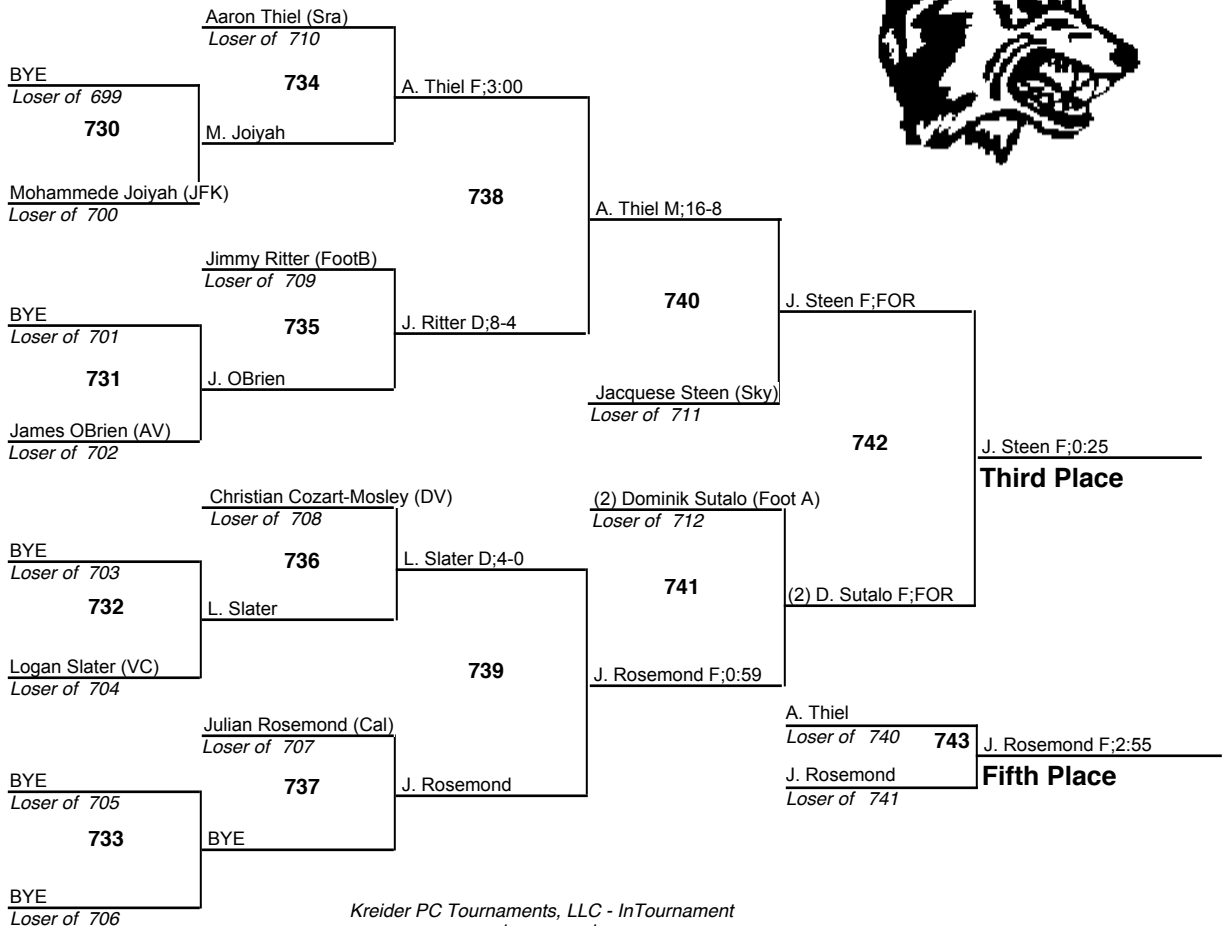 Aaron Thiel (Sra)
Loser of 710
BYE
Loser of 699
734
A. Thiel F;3:00
730
M. Joiyah
Mohammede Joiyah (JFK)
Loser of 700
738
A. Thiel M;16-8
Jimmy Ritter (FootB)
Loser of 709
740
J. Steen F;FOR
BYE
Loser of 701
735
J. Ritter D;8-4
731
J. OBrien
Jacquese Steen (Sky)
Loser of 711
James OBrien (AV)
Loser of 702
742
J. Steen F;0:25
Third Place
Christian Cozart-Mosley (DV)
Loser of 708
(2) Dominik Sutalo (Foot A)
Loser of 712
BYE
Loser of 703
736
L. Slater D;4-0
741
(2) D. Sutalo F;FOR
732
L. Slater
Logan Slater (VC)
Loser of 704
739
J. Rosemond F;0:59
Julian Rosemond (Cal)
Loser of 707
A. Thiel
Loser of 740
743
J. Rosemond F;2:55
Fifth Place
BYE
Loser of 705
737
J. Rosemond
J. Rosemond
Loser of 741
733
BYE
BYE
Loser of 706
Kreider PC Tournaments, LLC - InTournament